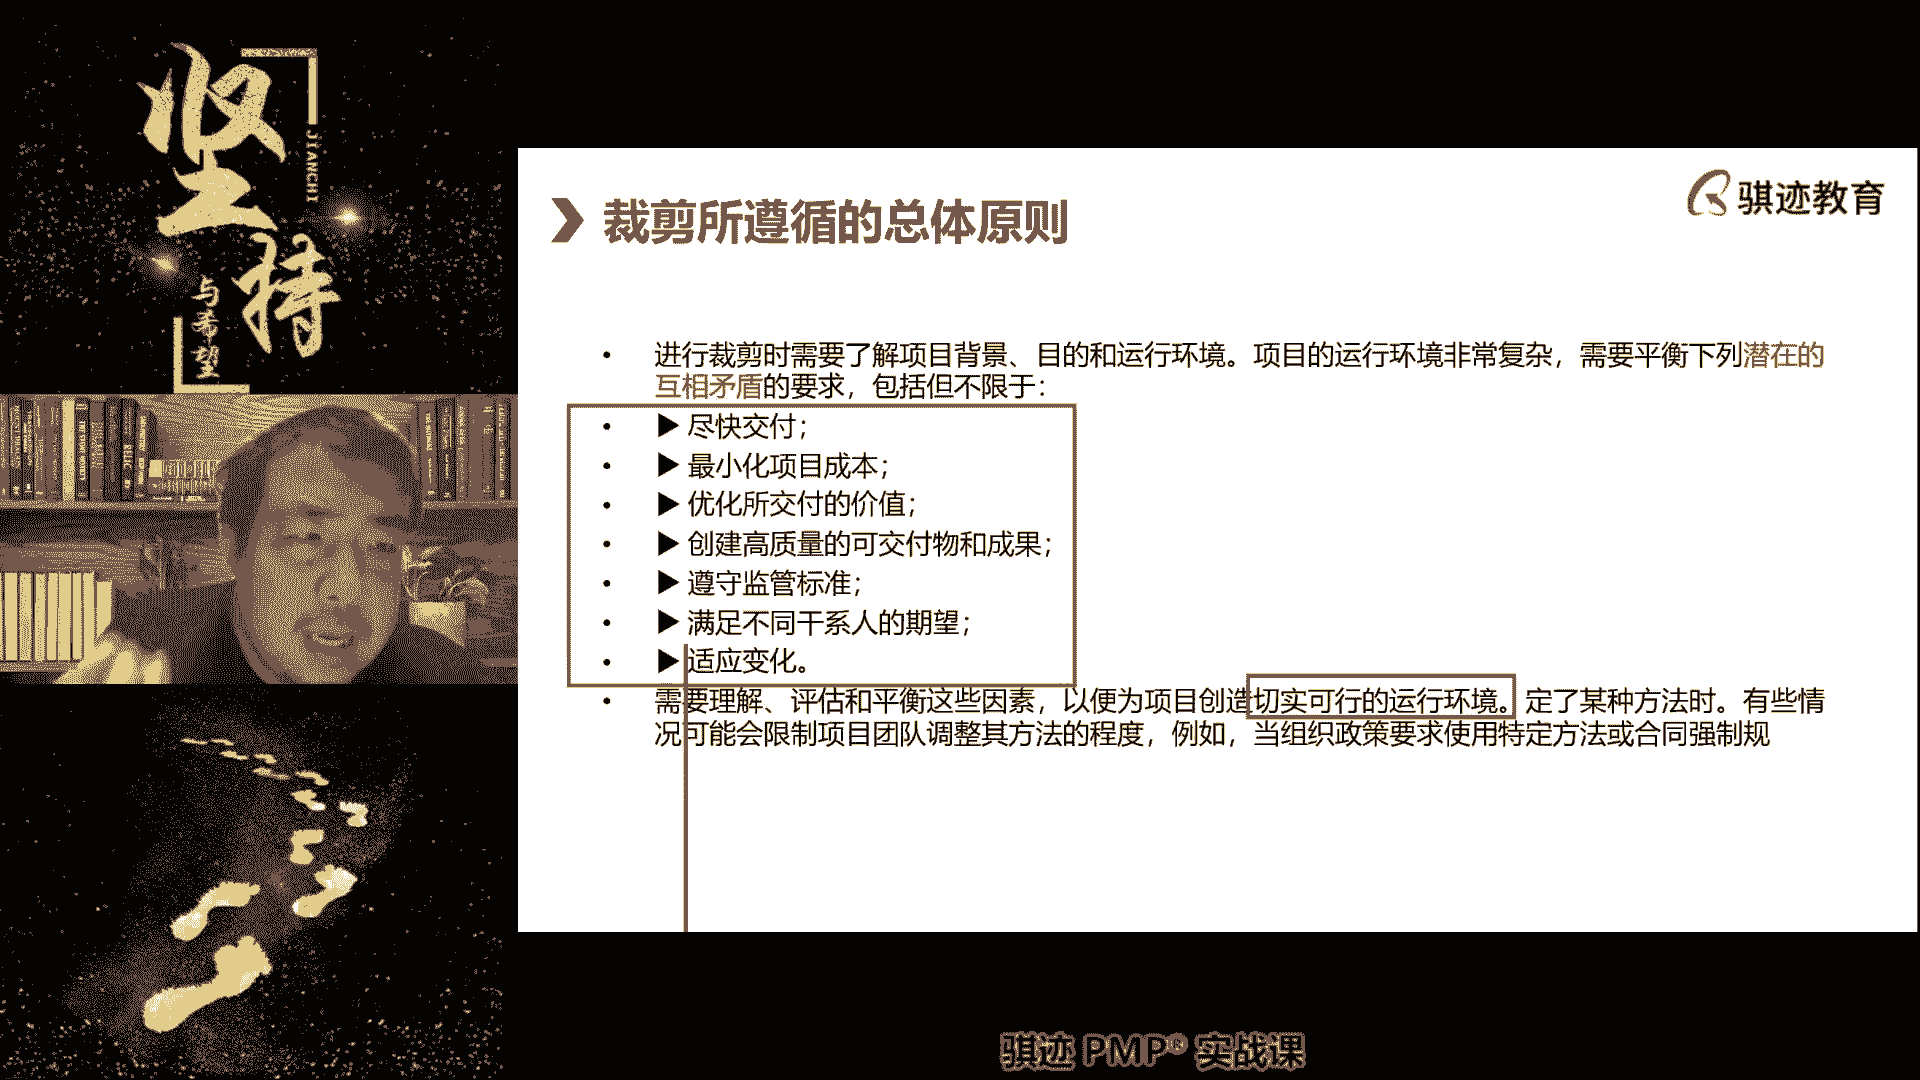 坚持
JIANCHI
与希望
骐迹教育
裁剪所遵循的总体原则
• 进行裁剪时需要了解项目背景、目的和运行环境。项目的运行环境非常复杂，需要平衡下列潜在的
互相矛盾的要求，包括但不限于：
• ▶ 尽快交付；
• ▶ 最小化项目成本；
• ▶ 优化所交付的价值；
• ▶ 创建高质量的可交付物和成果；
• ▶ 遵守监管标准；
• ▶ 满足不同干系人的期望；
• ▶ 适应变化。
• 需要理解、评估和平衡这些因素，以便为项目创造切实可行的运行环境。定了某种方法时。有些情
况可能会限制项目团队调整其方法的程度，例如，当组织政策要求使用特定方法或合同强制规
骐迹 PMP® 实战课